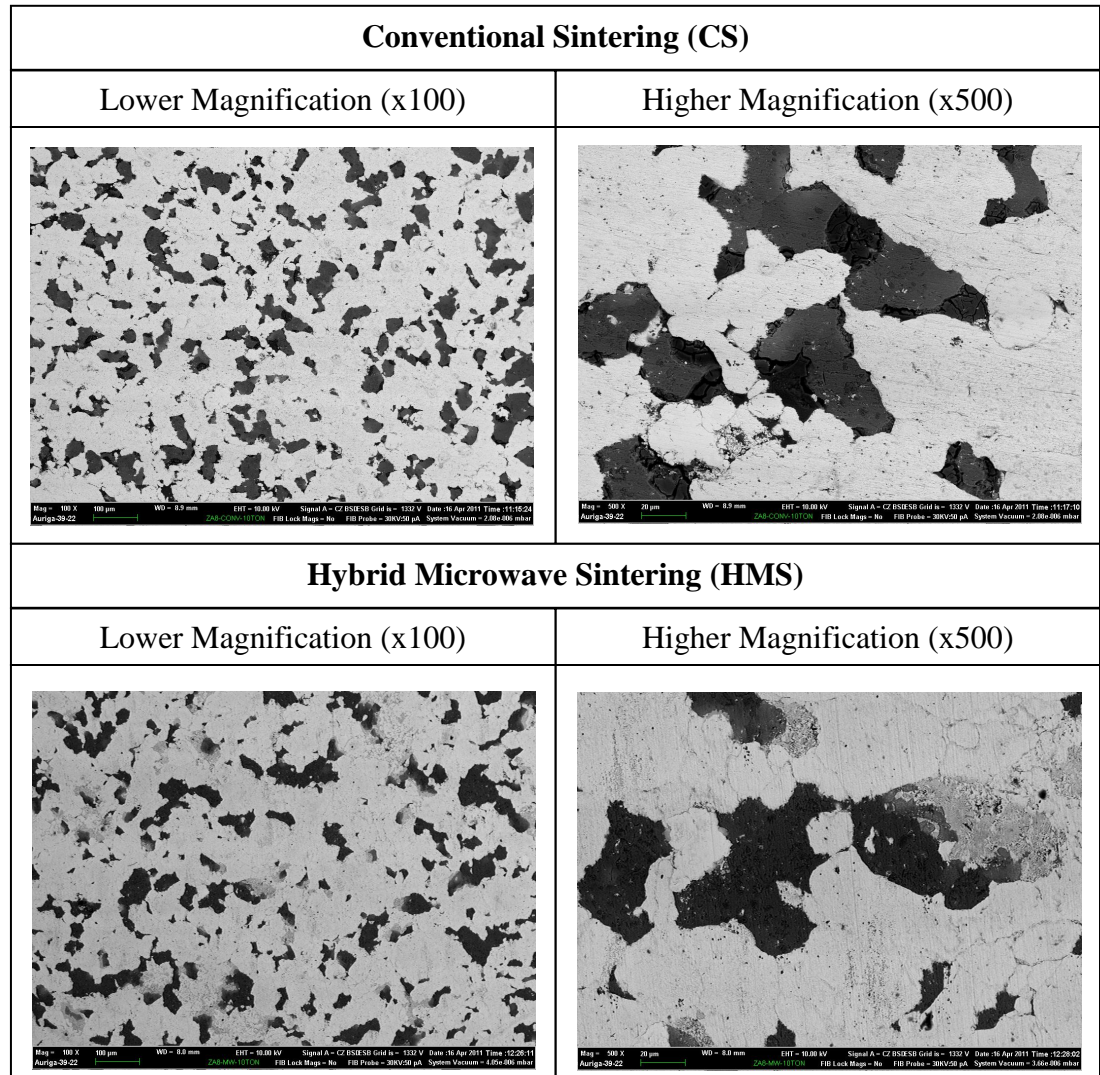 Conventional Sintering (CS)
Lower Magnification (x100)
Higher Magnification (x500)
Mag = 100 X 100 µm WD = 8.9 mm EHT = 10.00 kV Signal A = CZ BSD ESB Grid is = 1332 V Date :16 Apr 2011 Time :11:15:24
Auriga-39-22 ZA8-CONV-10TON FIB Lock Mags = No FIB Probe = 30KV:50 pA System Vacuum = 2.08e-006 mbar
Mag = 500 X 20 µm WD = 8.9 mm EHT = 10.00 kV Signal A = CZ BSD ESB Grid is = 1332 V Date :16 Apr 2011 Time :11:17:10
Auriga-39-22 ZA8-CONV-10TON FIB Lock Mags = No FIB Probe = 30KV:50 pA System Vacuum = 2.08e-006 mbar
Hybrid Microwave Sintering (HMS)
Lower Magnification (x100)
Higher Magnification (x500)
Mag = 100 X 100 µm WD = 8.0 mm EHT = 10.00 kV Signal A = CZ BSD ESB Grid is = 1332 V Date :16 Apr 2011 Time :12:26:11
Auriga-39-22 ZA8-MW-10TON FIB Lock Mags = No FIB Probe = 30KV:50 pA System Vacuum = 4.05e-006 mbar
Mag = 500 X 20 µm WD = 8.0 mm EHT = 10.00 kV Signal A = CZ BSD ESB Grid is = 1332 V Date :16 Apr 2011 Time :12:28:02
Auriga-39-22 ZA8-MW-10TON FIB Lock Mags = No FIB Probe = 30KV:50 pA System Vacuum = 3.66e-006 mbar